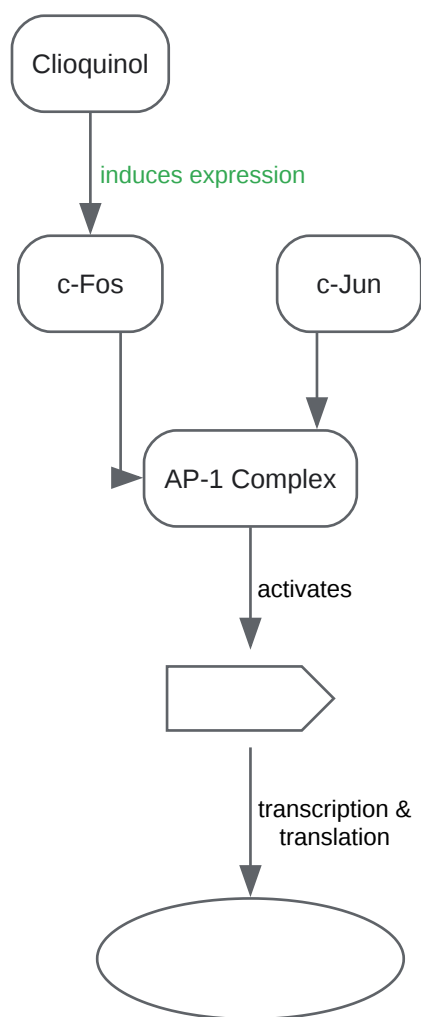 Clioquinol
induces expression
c-Fos
c-Jun
AP-1 Complex
activates
transcription &
translation